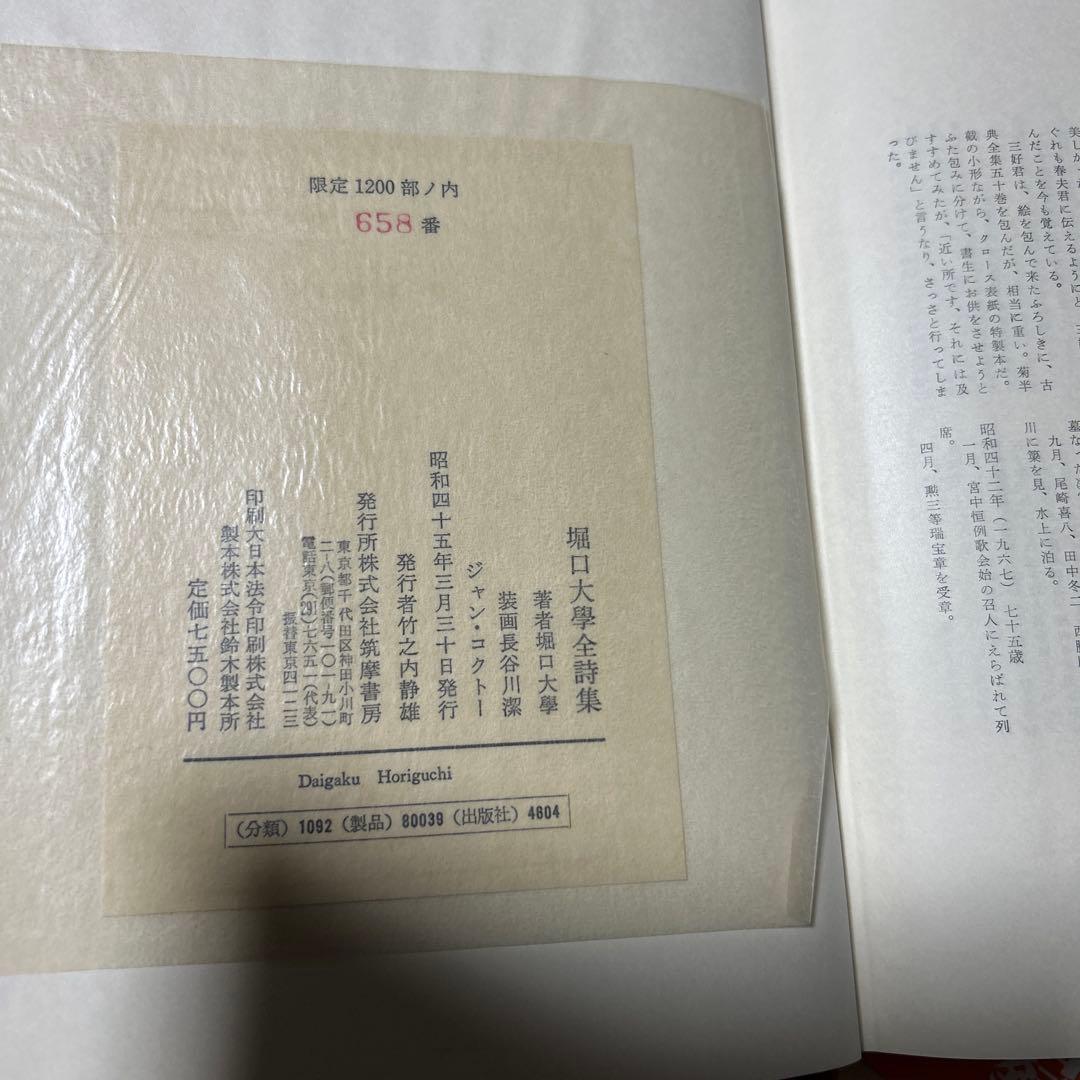 限定1200部ノ内
658番
堀口大學全詩集
著者堀口大學
装画長谷川潔
ジャン・コクトー
昭和四十五年三月三十日発行
発行者竹之内静雄
発行所株式会社筑摩書房
東京都千代田区神田小川町
二-八(郵便番号一〇一-九一)
電話東京(291)七六五一(代表)
振替東京四一二三
印刷大日本法令印刷株式会社
製本株式会社鈴木製本所
定価七五〇〇円
Daigaku Horiguchi
(分類) 1092 (製品) 80039 (出版社) 4604
ぐれも春夫君に伝えるようにと
んだことを今も覚えている。
三好君は、絵を包んで来たふろしきに、古
典全集五十巻を包んだが、相当に重い。菊半
截の小形ながら、クロース表紙の特製本だ。
ふた包みに分けて、書生にお供をさせようと
すすめてみたが、「近い所です、それには及
びません」と言うなり、さっさと行ってしま
った。
九月、尾崎喜八、田中冬二
川に簗を見、水上に泊る。
昭和四十二年(一九六七) 七十五歳
一月、宮中恒例歌会始の召人にえらばれて列
席。
四月、勲三等瑞宝章を受章。